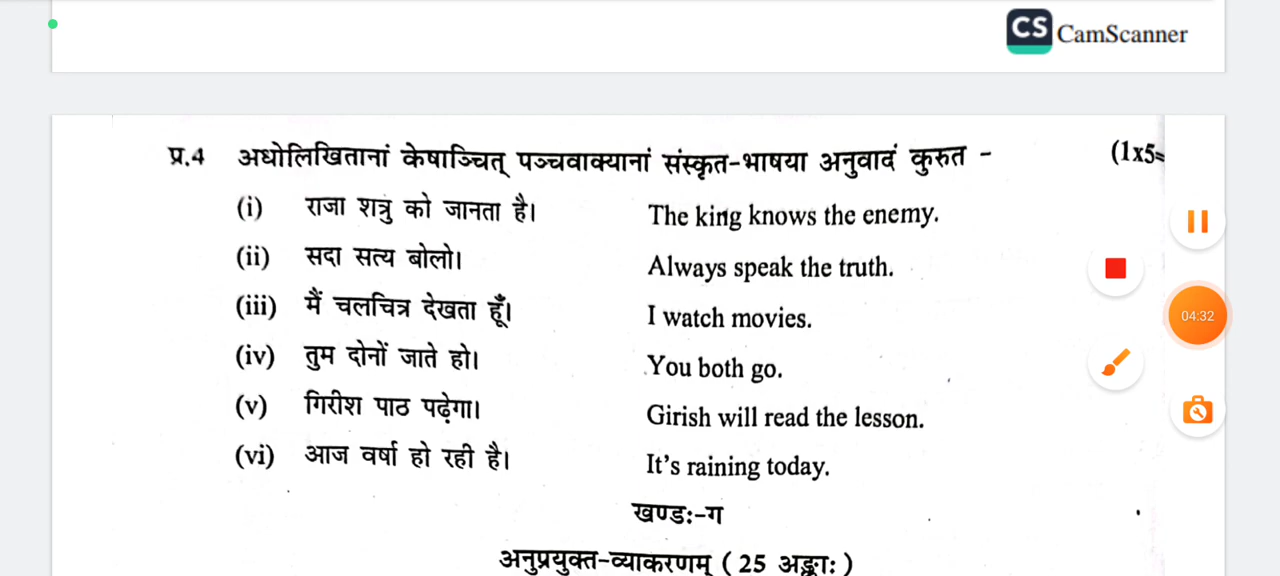 CS CamScanner
प्र.4 अधोलिखितानां केषाञ्चित् पञ्चवाक्यानां संस्कृत-भाषया अनुवादं कुरुत - (1x5=
(i) राजा शत्रु को जानता है। The king knows the enemy.
(ii) सदा सत्य बोलो। Always speak the truth.
(iii) मैं चलचित्र देखता हूँ। I watch movies.
(iv) तुम दोनों जाते हो। You both go.
04:32
(v) गिरीश पाठ पढ़ेगा। Girish will read the lesson.
(vi) आज वर्षा हो रही है। It's raining today.
खण्डः-ग
अनुप्रयुक्त-व्याकरणम् ( 25 अङ्काः )